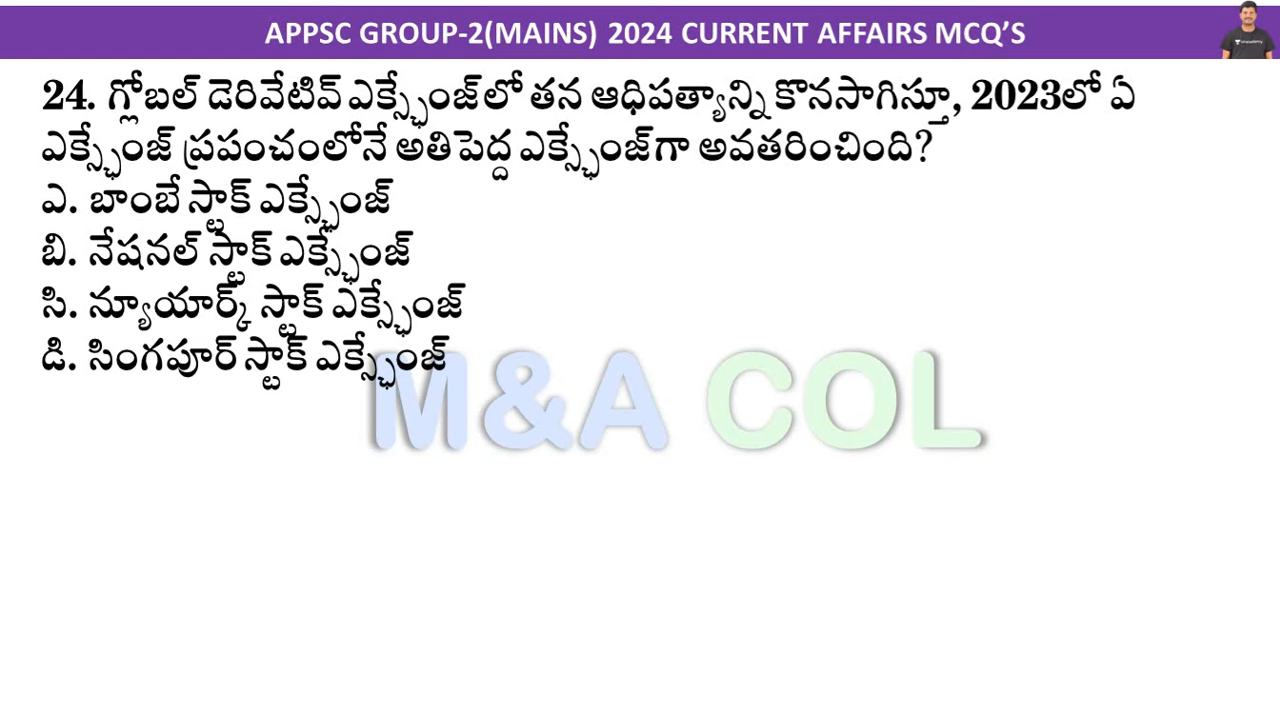 APPSC GROUP-2(MAINS) 2024 CURRENT AFFAIRS MCQ'S
24. గ్లోబల్ డెరివేటివ్ ఎక్స్ఛేంజ్‌లో తన ఆధిపత్యాన్ని కొనసాగిస్తూ, 2023లో ఏ
ఎక్స్ఛేంజ్ ప్రపంచంలోనే అతిపెద్ద ఎక్స్ఛేంజ్‌గా అవతరించింది?
ఎ. బాంబే స్టాక్ ఎక్స్ఛేంజ్
బి. నేషనల్ స్టాక్ ఎక్స్ఛేంజ్
సి. న్యూయార్క్ స్టాక్ ఎక్స్ఛేంజ్
డి. సింగపూర్ స్టాక్ ఎక్స్ఛేంజ్
M&A COL